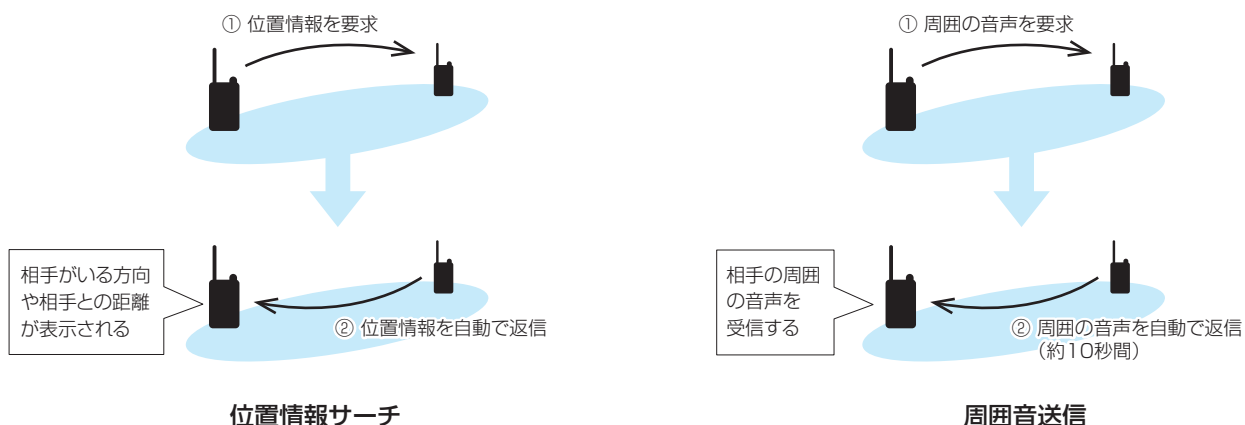 ① 位置情報を要求
相手がいる方向
や相手との距離
が表示される
② 位置情報を自動で返信
位置情報サーチ
① 周囲の音声を要求
相手の周囲
の音声を
受信する
② 周囲の音声を自動で返信
(約10秒間)
周囲音送信